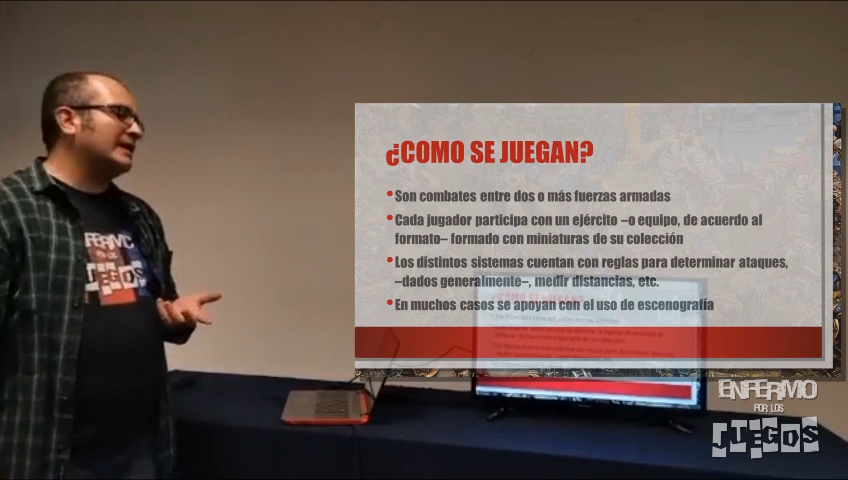 ¿COMO SE JUEGAN?
•Son combates entre dos o más fuerzas armadas
•Cada jugador participa con un ejército –o equipo, de acuerdo al
formato– formado con miniaturas de su colección
•Los distintos sistemas cuentan con reglas para determinar ataques,
–dados generalmente–, medir distancias, etc.
•En muchos casos se apoyan con el uso de escenografía
ENFERMO
JUEGOS
ENFERMO
POR LOS
JUEGOS